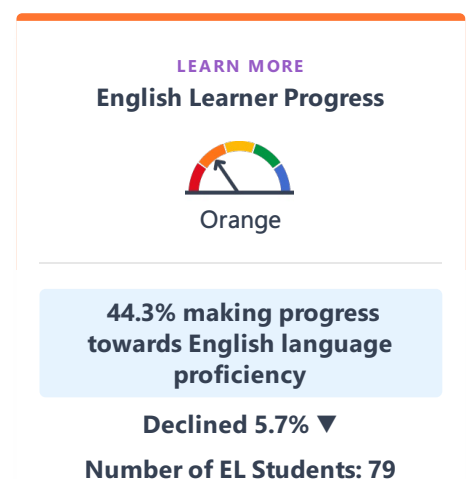 LEARN MORE
English Learner Progress
Orange
44.3% making progress
towards English language
proficiency
Declined 5.7% ▼
Number of EL Students: 79